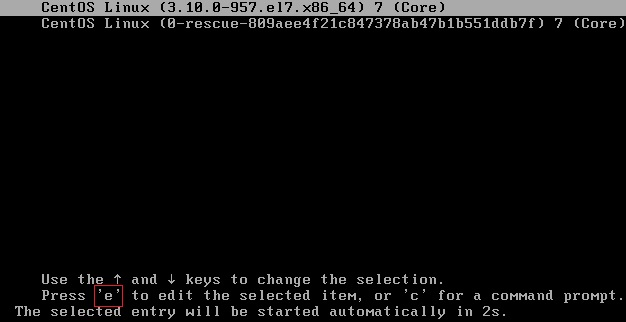 CentOS Linux (3.10.0-957.el7.x86_64) 7 (Core)
CentOS Linux (0-rescue-809aee4f21c847378ab47b1b551ddb7f) 7 (Core)
Use the ↑ and ↓ keys to change the selection.
Press 'e' to edit the selected item, or 'c' for a command prompt.
The selected entry will be started automatically in 2s.